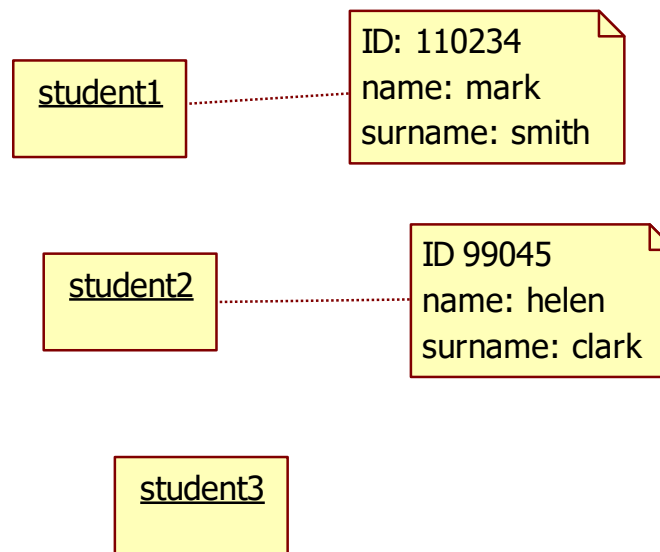 student1
ID: 110234
name: mark
surname: smith
student2
ID 99045
name: helen
surname: clark
student3